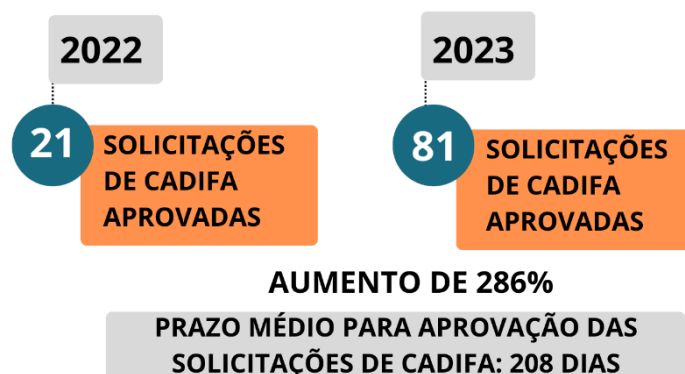 2022
21
SOLICITAÇÕES
DE CADIFA
APROVADAS
2023
81
SOLICITAÇÕES
DE CADIFA
APROVADAS
AUMENTO DE 286%
PRAZO MÉDIO PARA APROVAÇÃO DAS
SOLICITAÇÕES DE CADIFA: 208 DIAS